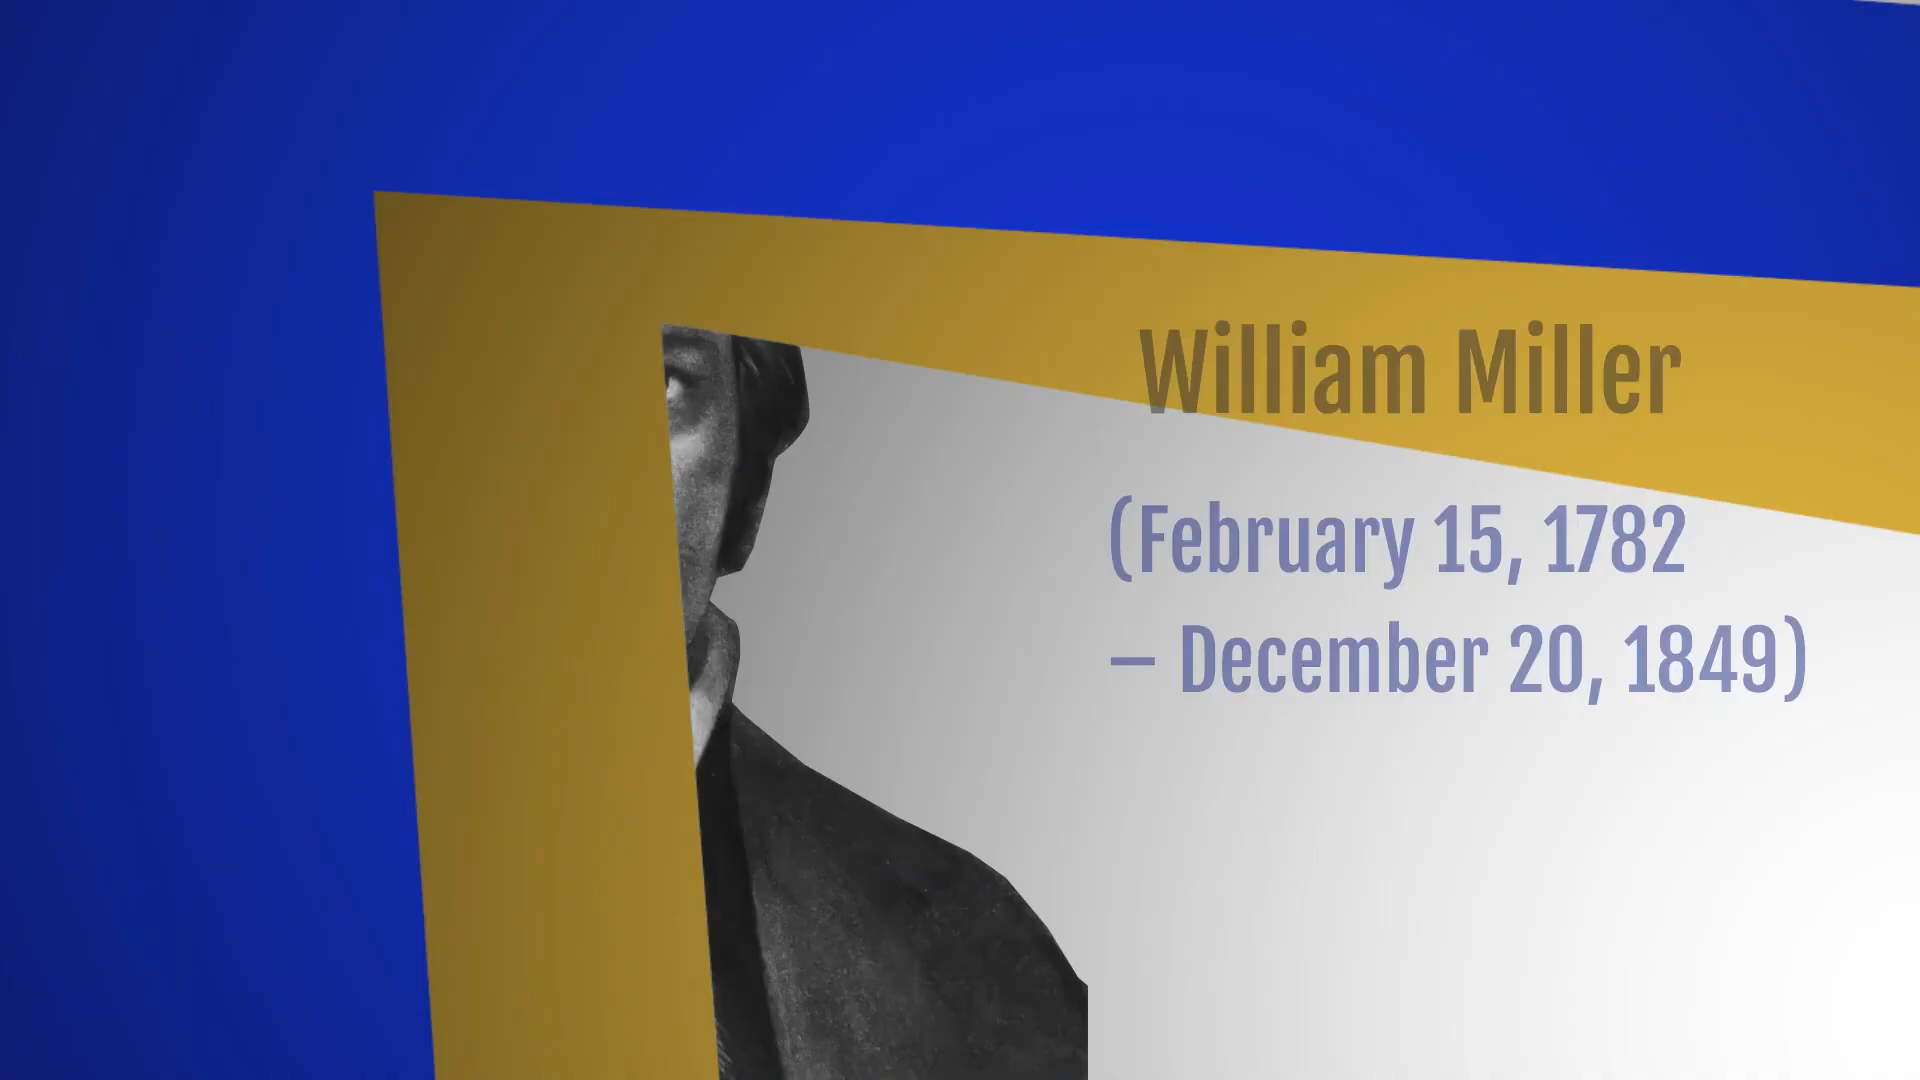 William Miller
(February 15, 1782
– December 20, 1849)